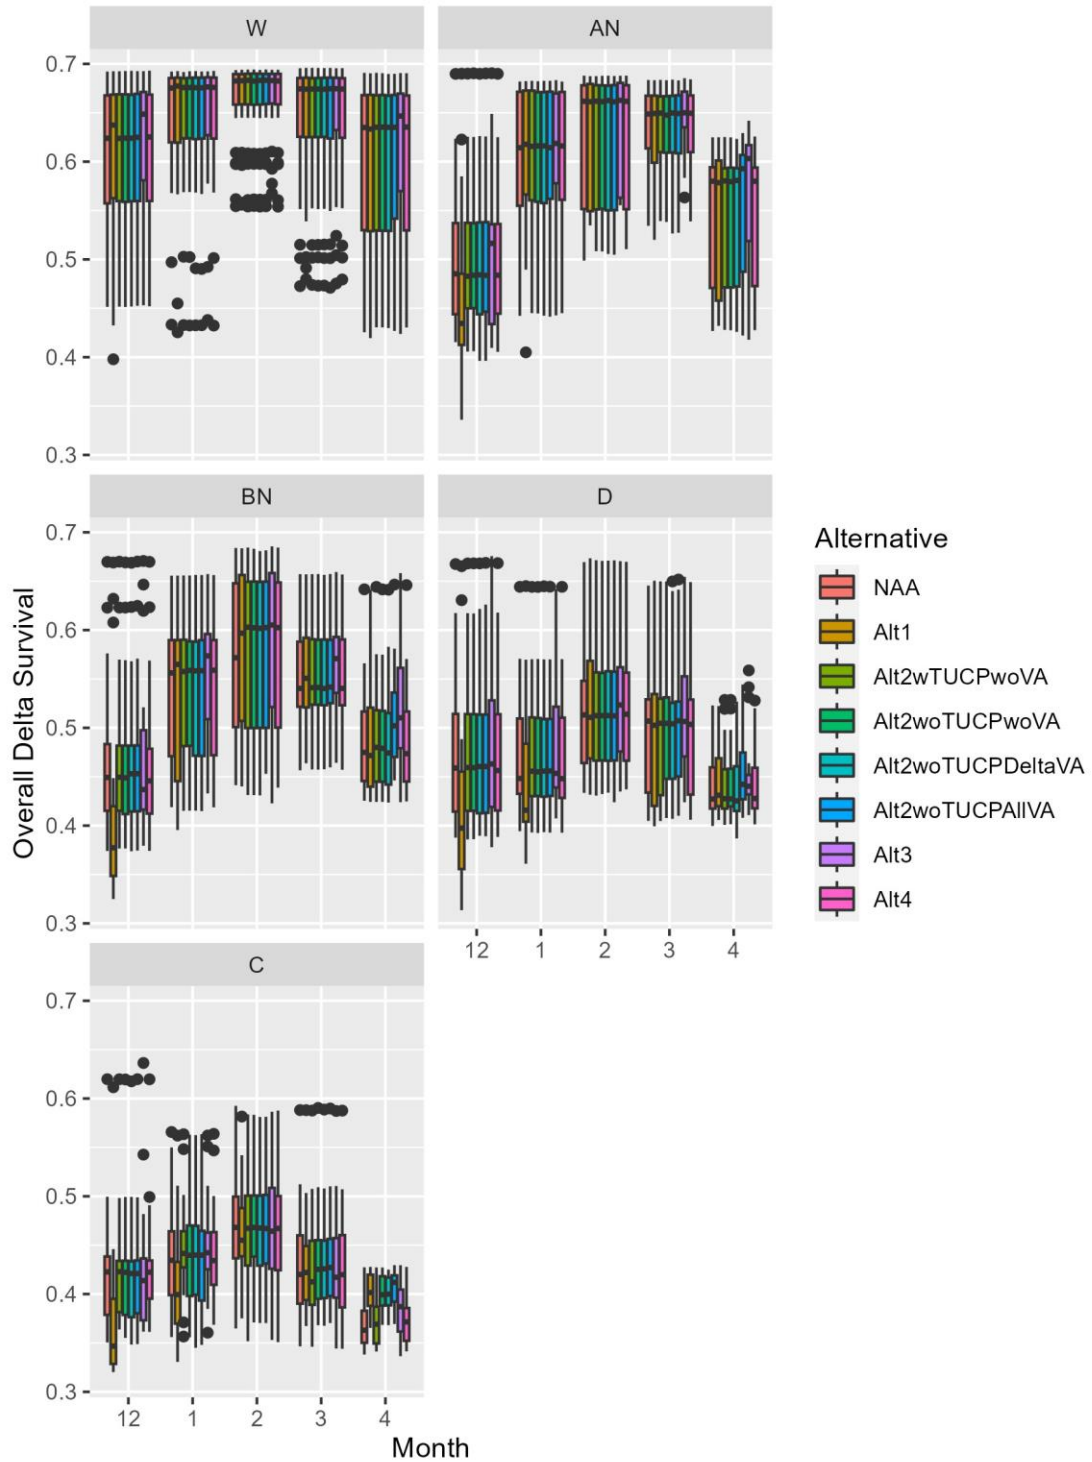 W
AN
0.7
0.6
0.5
0.4
0.3
BN
D
0.7
0.6
0.5
0.4
0.3
12 1 2 3 4
C
0.7
0.6
0.5
0.4
0.3
12 1 2 3 4
Month
Overall Delta Survival
Alternative
NAA
Alt1
Alt2wTUCPwoVA
Alt2woTUCPwoVA
Alt2woTUCPDeltaVA
Alt2woTUCPAllVA
Alt3
Alt4